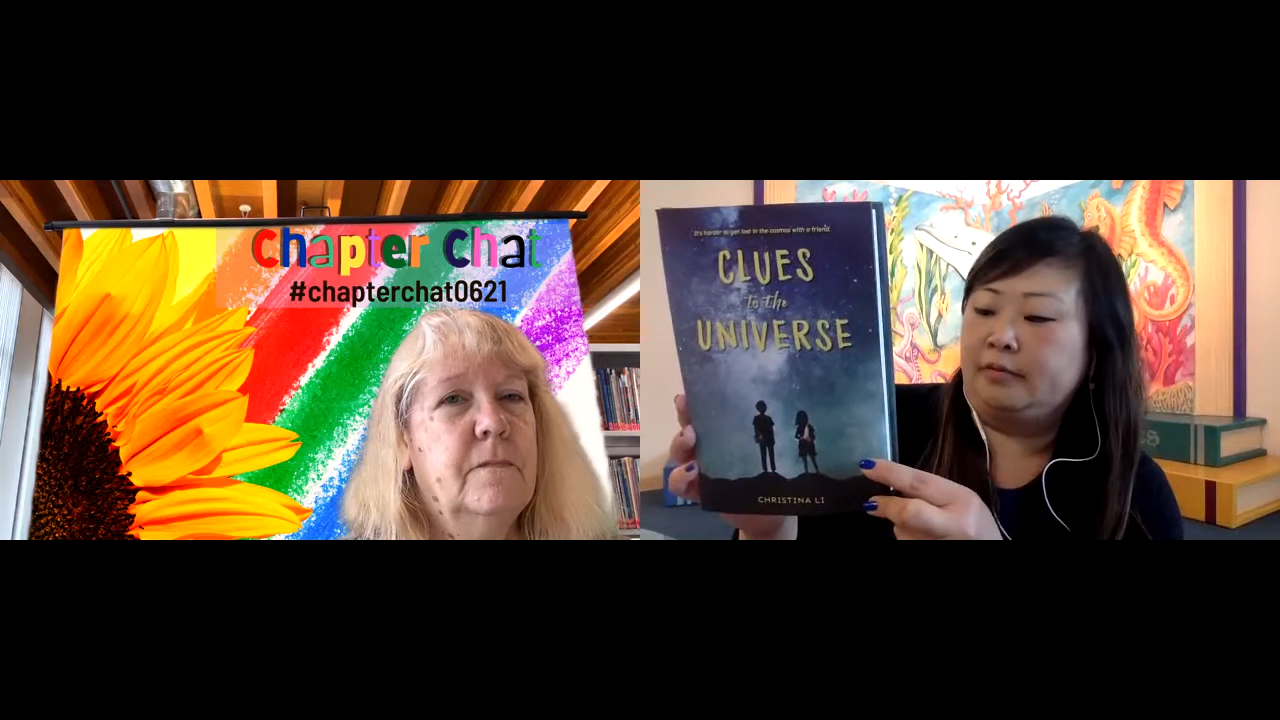 Chapter Chat
#chapterchat0621
It's harder to get lost in the cosmos with a friend.
CLUES
to the
UNIVERSE
CHRISTINA LI